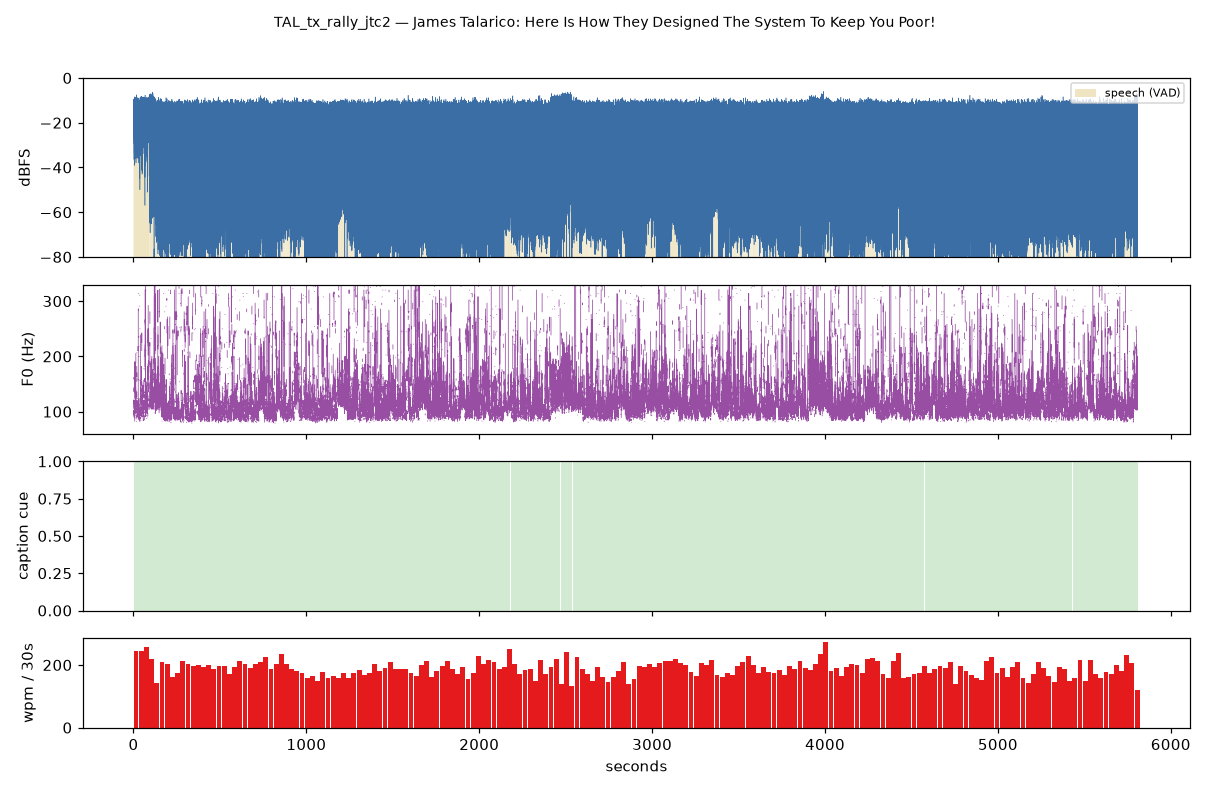 TAL_tx_rally_jtc2 — James Talarico: Here Is How They Designed The System To Keep You Poor!
0
−20
−40
−60
−80
dBFS
speech (VAD)
300
200
100
F0 (Hz)
1.00
0.75
0.50
0.25
0.00
caption cue
200
0
wpm / 30s
0 1000 2000 3000 4000 5000 6000
seconds